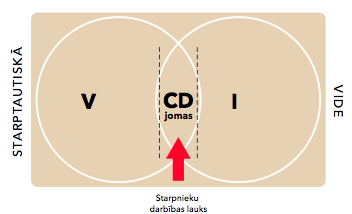 STARPTAUTISKĀ
V
CD
jomas
I
VIDE
Starpnieku
darbības lauks